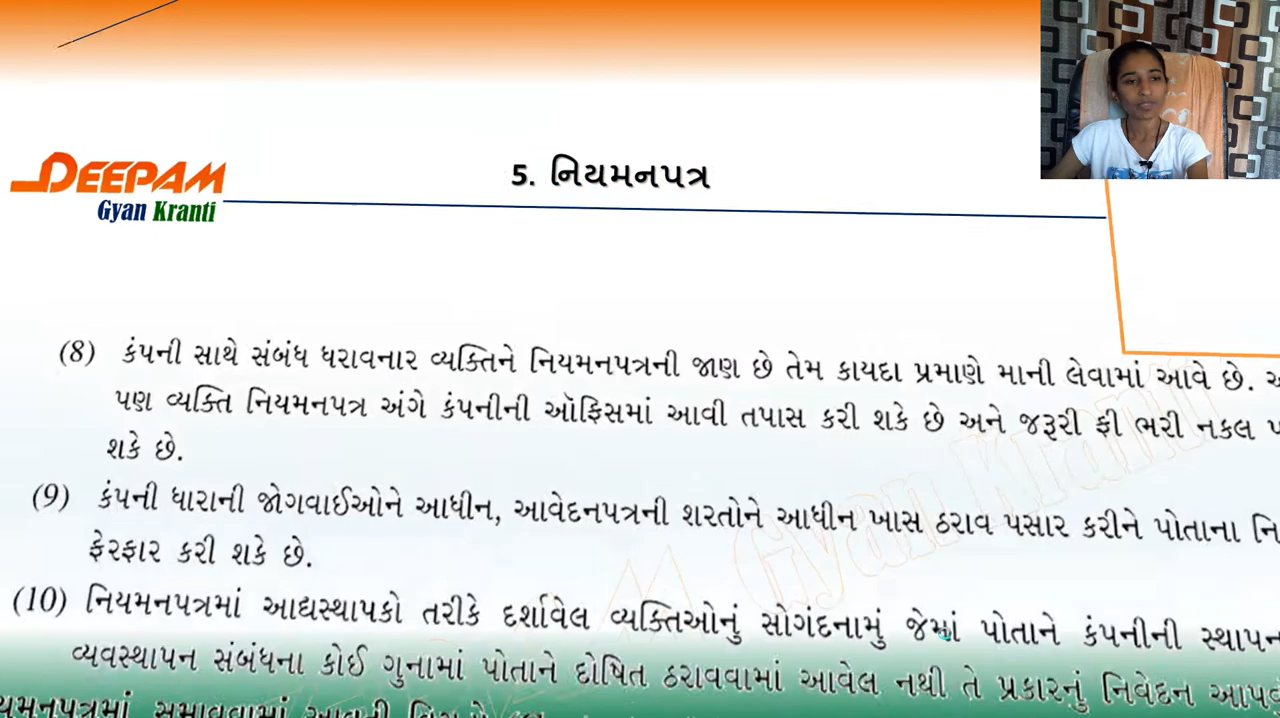 DEEPAM
Gyan Kranti
5. નિયમનપત્ર
(8) કંપની સાથે સંબંધ ધરાવનાર વ્યક્તિને નિયમનપત્રની જાણ છે તેમ કાયદા પ્રમાણે માની લેવામાં આવે છે.
પણ વ્યક્તિ નિયમનપત્ર અંગે કંપનીની ઑફિસમાં આવી તપાસ કરી શકે છે અને જરૂરી ફી ભરી નકલ
શકે છે.
(9) કંપની ધારાની જોગવાઈઓને આધીન, આવેદનપત્રની શરતોને આધીન ખાસ ઠરાવ પસાર કરીને પોતાના
ફેરફાર કરી શકે છે.
(10) નિયમનપત્રમાં આદ્યસ્થાપકો તરીકે દર્શાવેલ વ્યક્તિઓનું સોગંદનામું જેમાં પોતાને કંપનીની
વ્યવસ્થાપન સંબંધના કોઈ ગુનામાં પોતાને દોષિત ઠરાવવામાં આવેલ નથી તે પ્રકારનું નિવેદન
Gyan Kranti